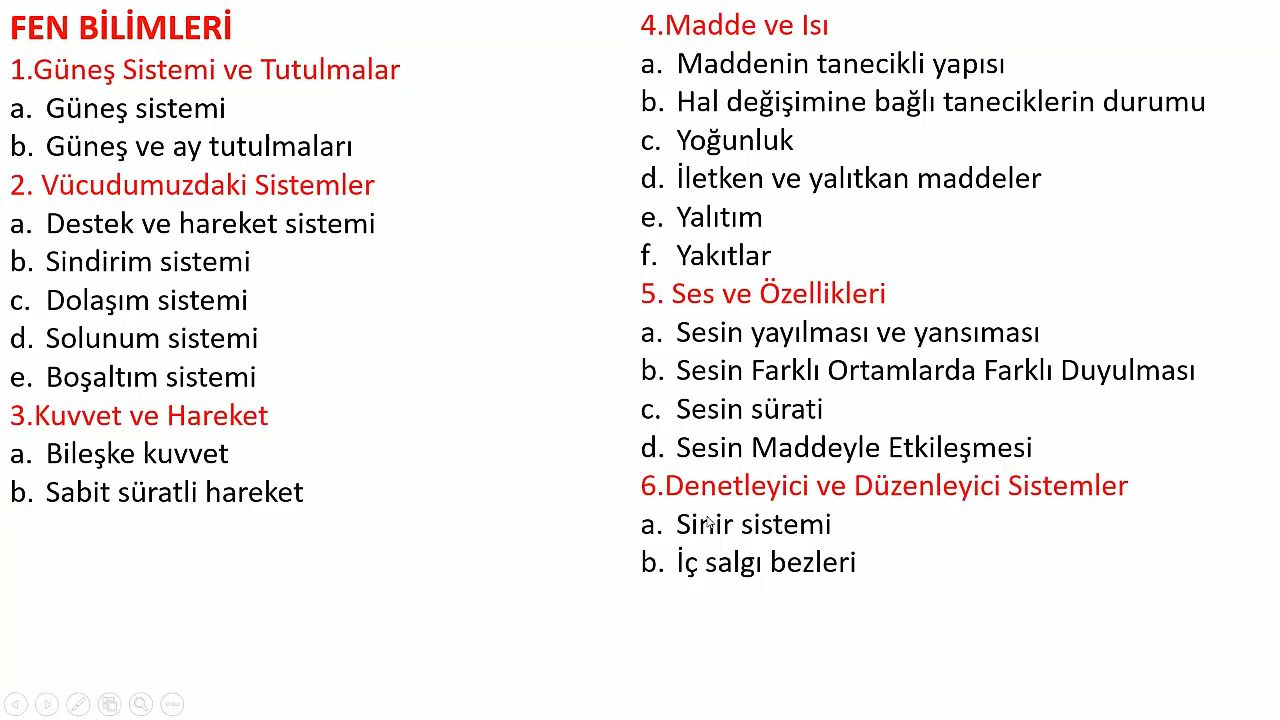 FEN BİLİMLERİ
1.Güneş Sistemi ve Tutulmalar
a. Güneş sistemi
b. Güneş ve ay tutulmaları
2. Vücudumuzdaki Sistemler
a. Destek ve hareket sistemi
b. Sindirim sistemi
c. Dolaşım sistemi
d. Solunum sistemi
e. Boşaltım sistemi
3.Kuvvet ve Hareket
a. Bileşke kuvvet
b. Sabit süratli hareket
4.Madde ve Isı
a. Maddenin tanecikli yapısı
b. Hal değişimine bağlı taneciklerin durumu
c. Yoğunluk
d. İletken ve yalıtkan maddeler
e. Yalıtım
f. Yakıtlar
5. Ses ve Özellikleri
a. Sesin yayılması ve yansıması
b. Sesin Farklı Ortamlarda Farklı Duyulması
c. Sesin sürati
d. Sesin Maddeyle Etkileşmesi
6.Denetleyici ve Düzenleyici Sistemler
a. Sinir sistemi
b. İç salgı bezleri